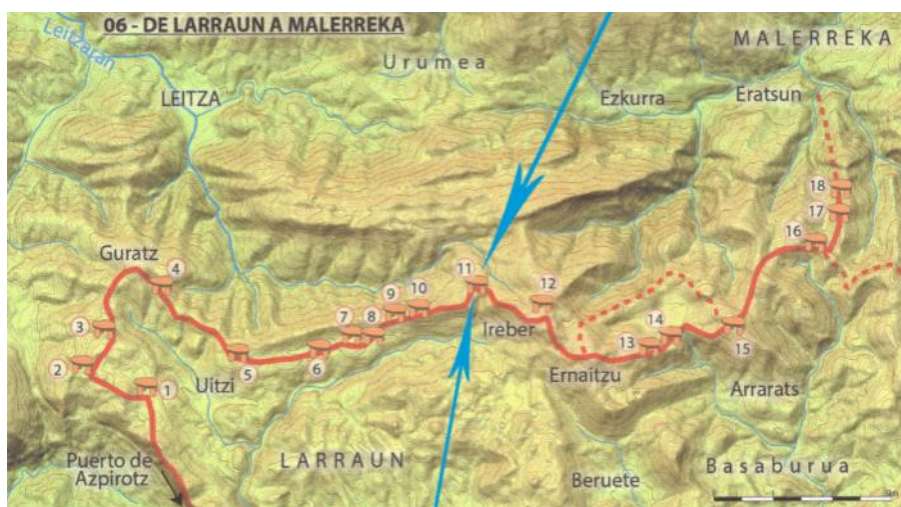 06 - DE LARRAUN A MALERREKA
Leitzaran
Urumea
MALERREKA
LEITZA
Ezkurra
Eratsun
18
17
16
Guratz
4
11
12
9
10
7
8
3
Ireber
14
13
15
2
1
Uitzi
5
6
Ernaitzu
Arrarats
Puerto de
Azpirotz
LARRAUN
Beruete
Basaburua